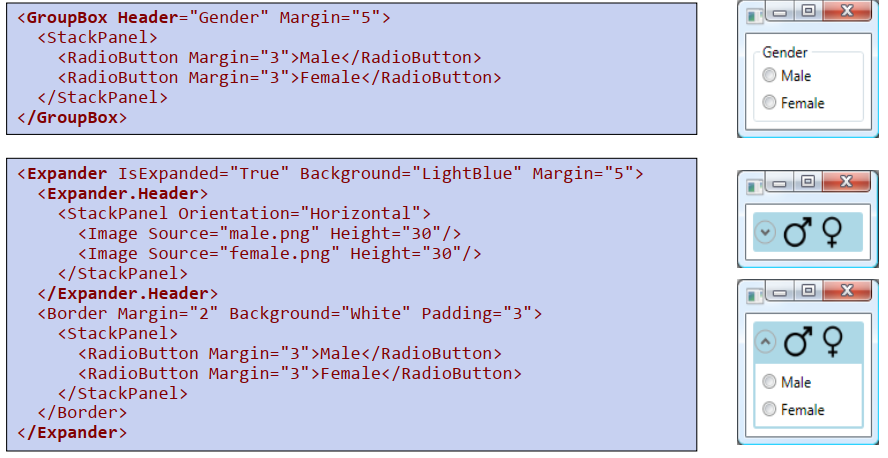 <GroupBox Header="Gender" Margin="5">
  <StackPanel>
    <RadioButton Margin="3">Male</RadioButton>
    <RadioButton Margin="3">Female</RadioButton>
  </StackPanel>
</GroupBox>
Gender
Male
Female
<Expander IsExpanded="True" Background="LightBlue" Margin="5">
  <Expander.Header>
    <StackPanel Orientation="Horizontal">
      <Image Source="male.png" Height="30"/>
      <Image Source="female.png" Height="30"/>
    </StackPanel>
  </Expander.Header>
  <Border Margin="2" Background="White" Padding="3">
    <StackPanel>
      <RadioButton Margin="3">Male</RadioButton>
      <RadioButton Margin="3">Female</RadioButton>
    </StackPanel>
  </Border>
</Expander>
Male
Female